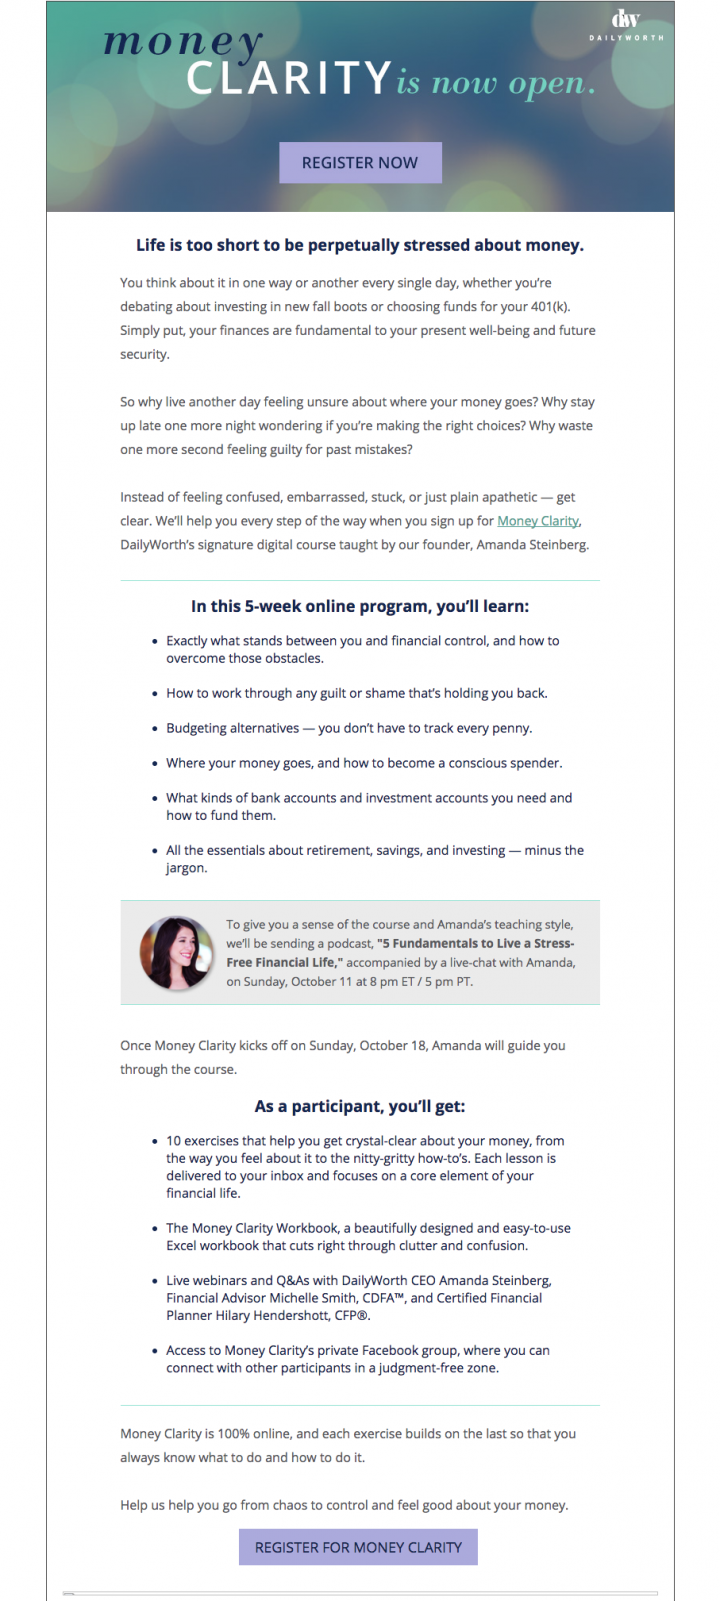 dw
DAILYWORTH
money
CLARITY is now open.
REGISTER NOW
Life is too short to be perpetually stressed about money.
You think about it in one way or another every single day, whether you’re
debating about investing in new fall boots or choosing funds for your 401(k).
Simply put, your finances are fundamental to your present well-being and future
security.
So why live another day feeling unsure about where your money goes? Why stay
up late one more night wondering if you’re making the right choices? Why waste
one more second feeling guilty for past mistakes?
Instead of feeling confused, embarrassed, stuck, or just plain apathetic — get
clear. We’ll help you every step of the way when you sign up for Money Clarity,
DailyWorth’s signature digital course taught by our founder, Amanda Steinberg.
In this 5-week online program, you’ll learn:
• Exactly what stands between you and financial control, and how to
overcome those obstacles.
• How to work through any guilt or shame that’s holding you back.
• Budgeting alternatives — you don’t have to track every penny.
• Where your money goes, and how to become a conscious spender.
• What kinds of bank accounts and investment accounts you need and
how to fund them.
• All the essentials about retirement, savings, and investing — minus the
jargon.
To give you a sense of the course and Amanda’s teaching style,
we’ll be sending a podcast, "5 Fundamentals to Live a Stress-
Free Financial Life," accompanied by a live-chat with Amanda,
on Sunday, October 11 at 8 pm ET / 5 pm PT.
Once Money Clarity kicks off on Sunday, October 18, Amanda will guide you
through the course.
As a participant, you’ll get:
• 10 exercises that help you get crystal-clear about your money, from
the way you feel about it to the nitty-gritty how-to’s. Each lesson is
delivered to your inbox and focuses on a core element of your
financial life.
• The Money Clarity Workbook, a beautifully designed and easy-to-use
Excel workbook that cuts right through clutter and confusion.
• Live webinars and Q&As with DailyWorth CEO Amanda Steinberg,
Financial Advisor Michelle Smith, CDFA™, and Certified Financial
Planner Hilary Hendershott, CFP®.
• Access to Money Clarity’s private Facebook group, where you can
connect with other participants in a judgment-free zone.
Money Clarity is 100% online, and each exercise builds on the last so that you
always know what to do and how to do it.
Help us help you go from chaos to control and feel good about your money.
REGISTER FOR MONEY CLARITY